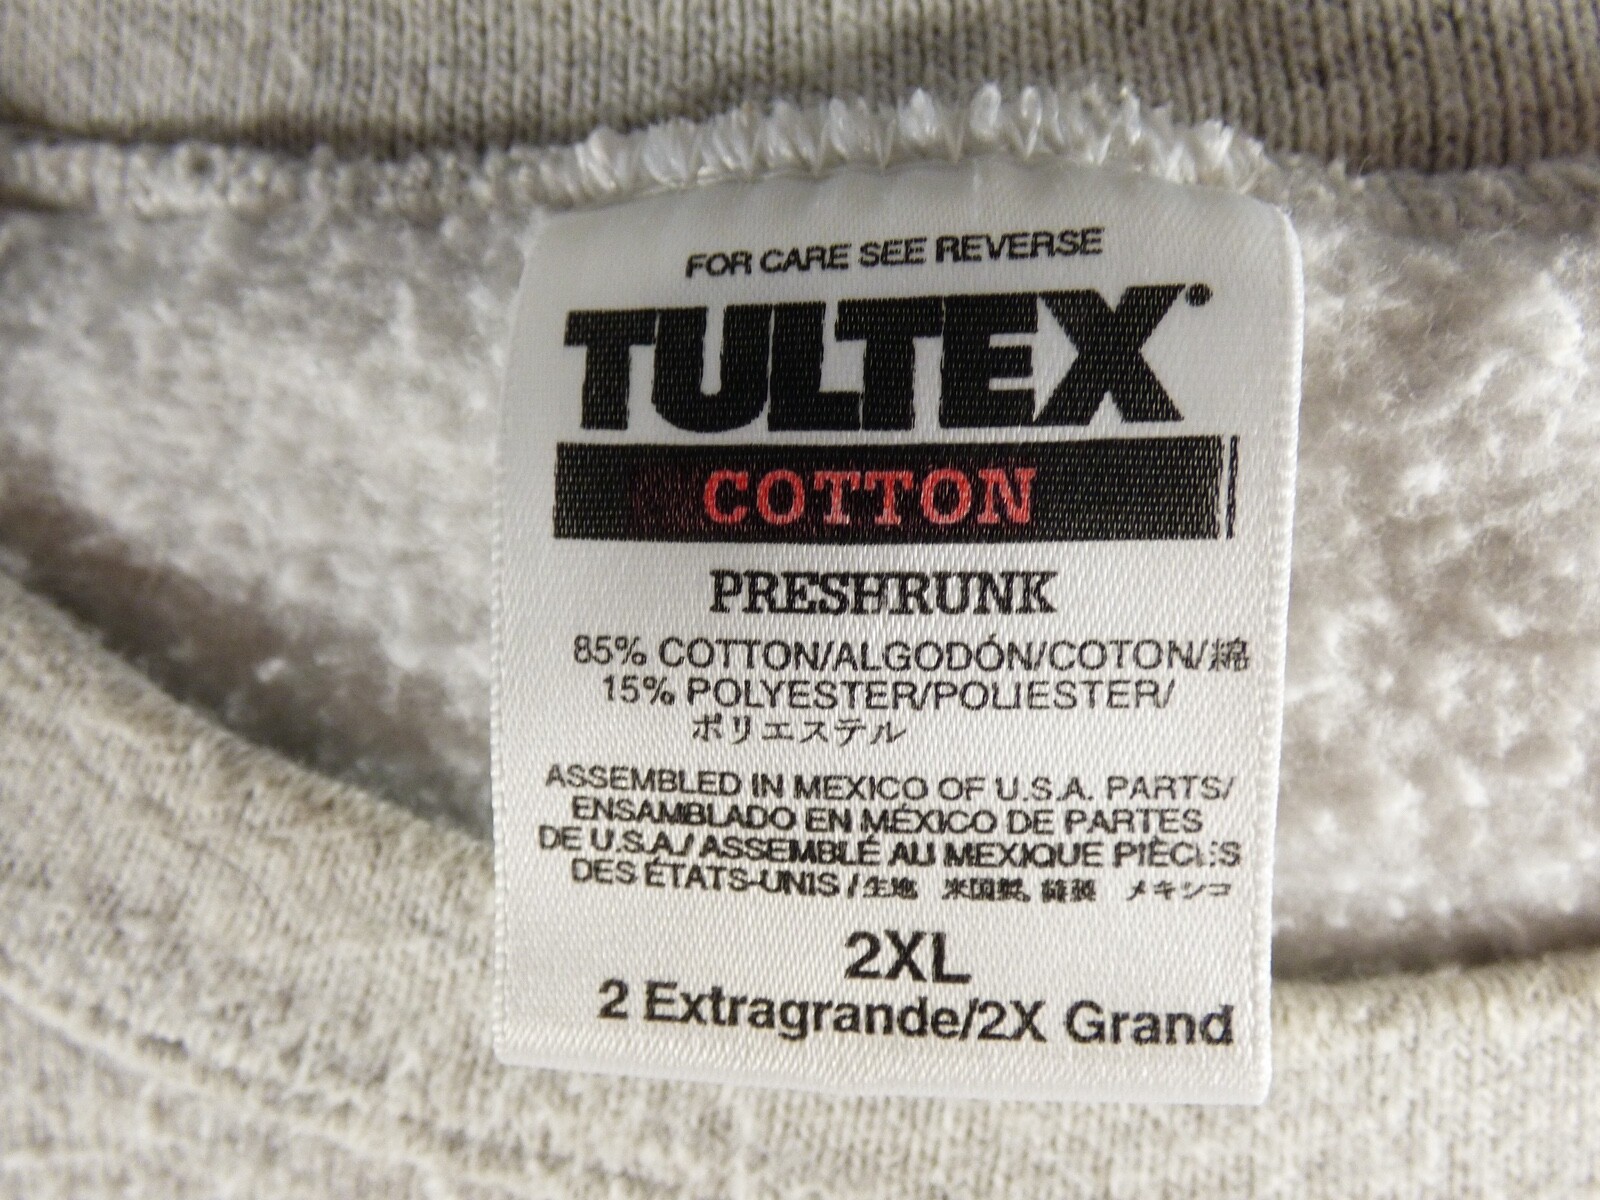 FOR CARE SEE REVERSE
TULTEX
COTTON
PRESHRUNK
85% COTTON/ALGODÓN/COTON/綿
15% POLYESTER/POLIESTER/
ポリエステル
ASSEMBLED IN MEXICO OF U.S.A. PARTS/
ENSAMBLADO EN MÉXICO DE PARTES
DE U.S.A./ ASSEMBLÉ AU MEXIQUE PIÈCES
DES ÉTATS-UNIS /生地 米国製, 縫製 メキシコ
2XL
2 Extragrande/2X Grand